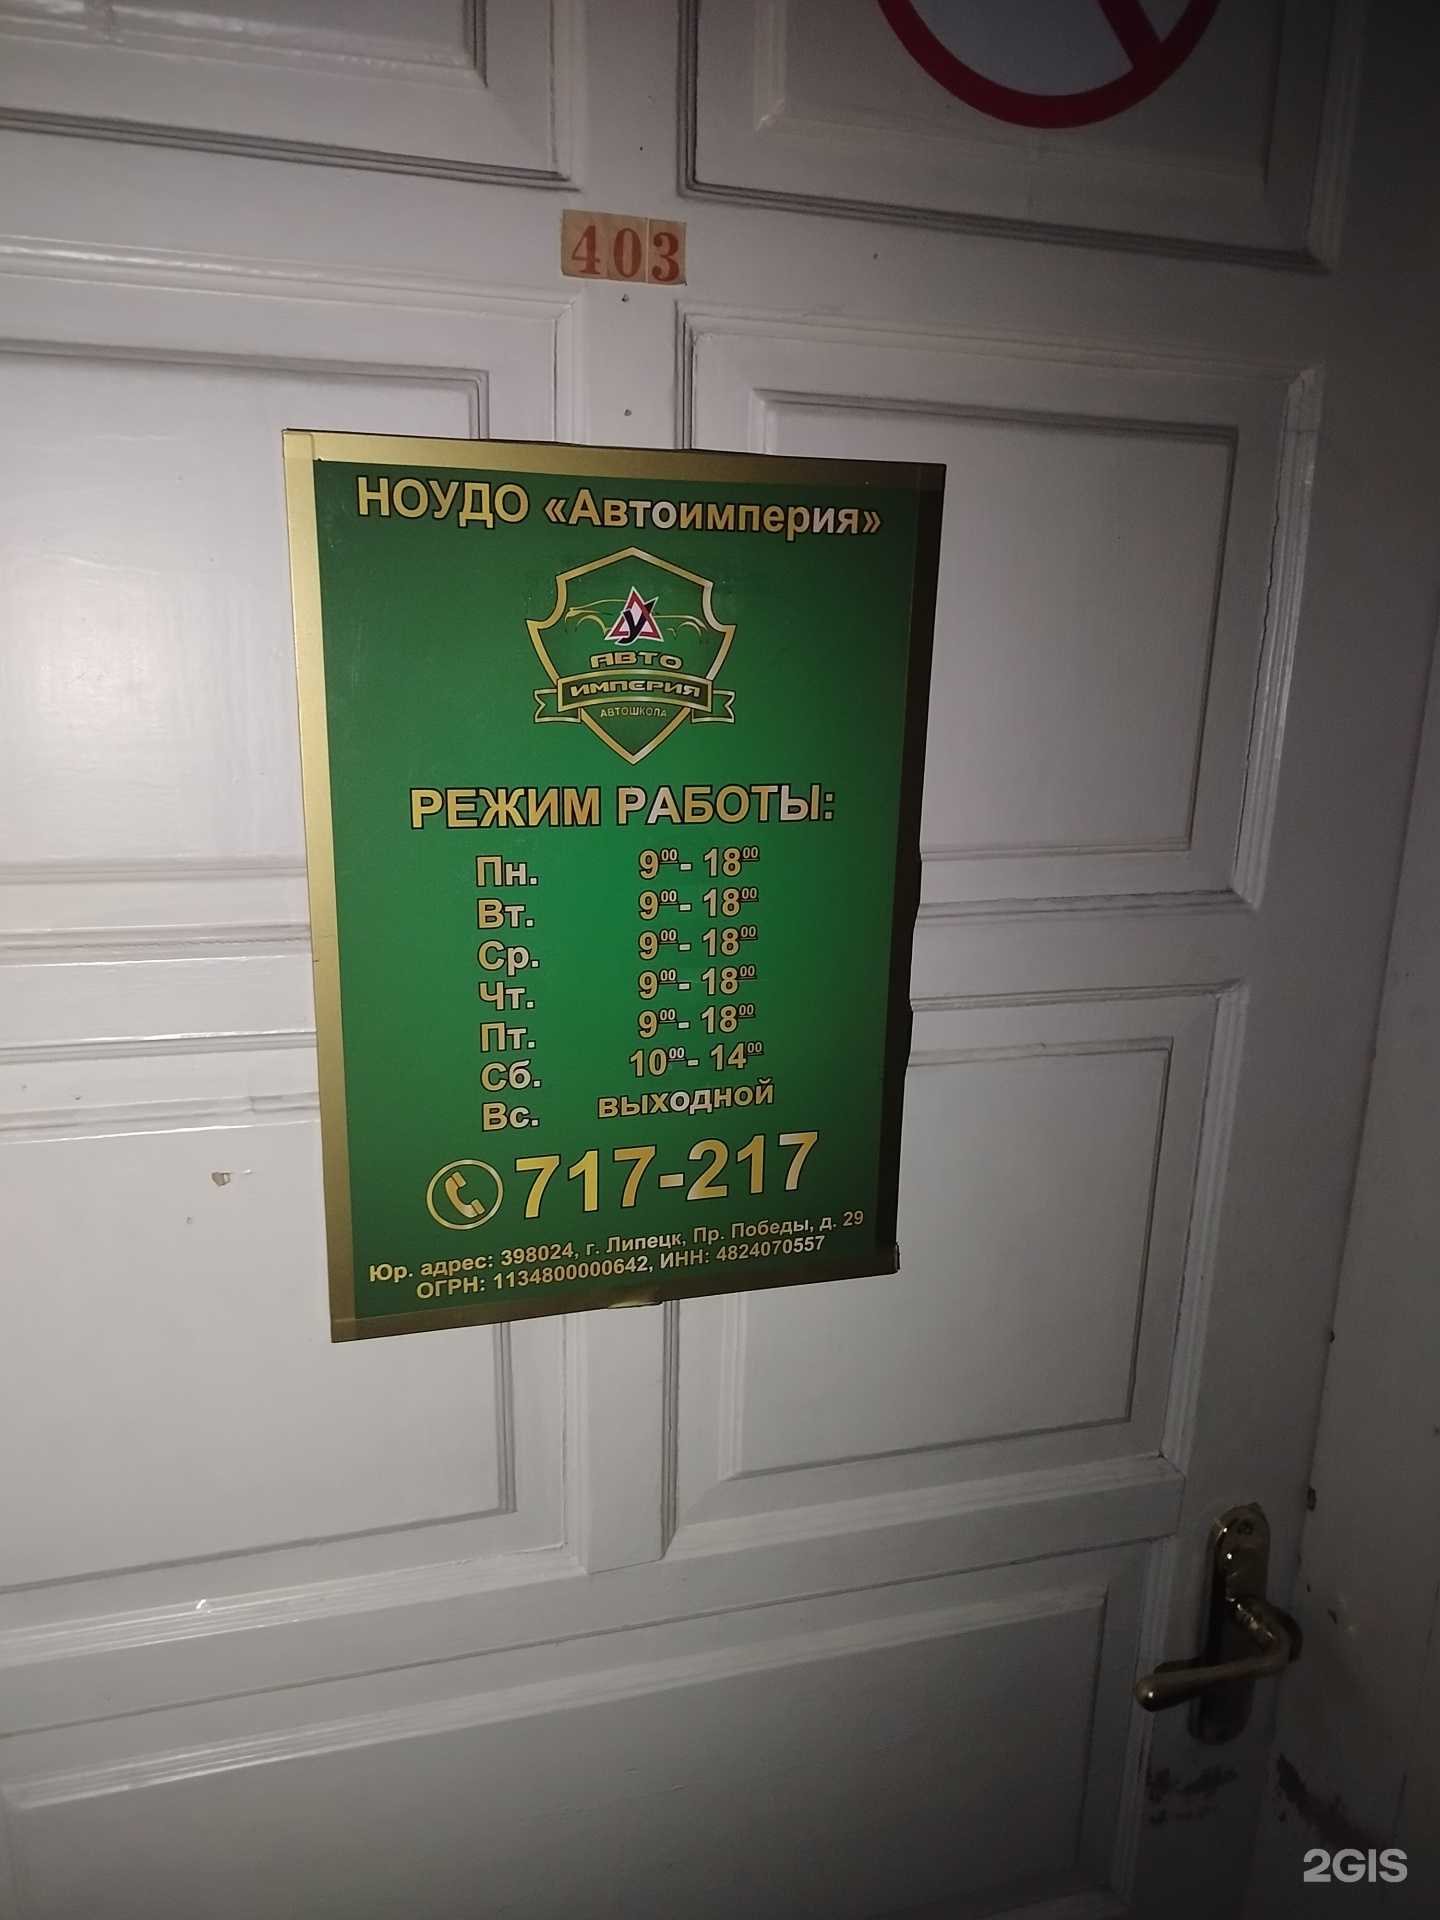 403
НОУДО «Автоимперия»
У
АВТО
ИМПЕРИЯ
АВТОШКОЛА
РЕЖИМ РАБОТЫ:
Пн. 9⁰⁰- 18⁰⁰
Вт. 9⁰⁰- 18⁰⁰
Ср. 9⁰⁰- 18⁰⁰
Чт. 9⁰⁰- 18⁰⁰
Пт. 9⁰⁰- 18⁰⁰
Сб. 10⁰⁰- 14⁰⁰
Вс. выходной
717-217
Юр. адрес: 398024, г. Липецк, Пр. Победы, д. 29
ОГРН: 1134800000642, ИНН: 4824070557
2GIS